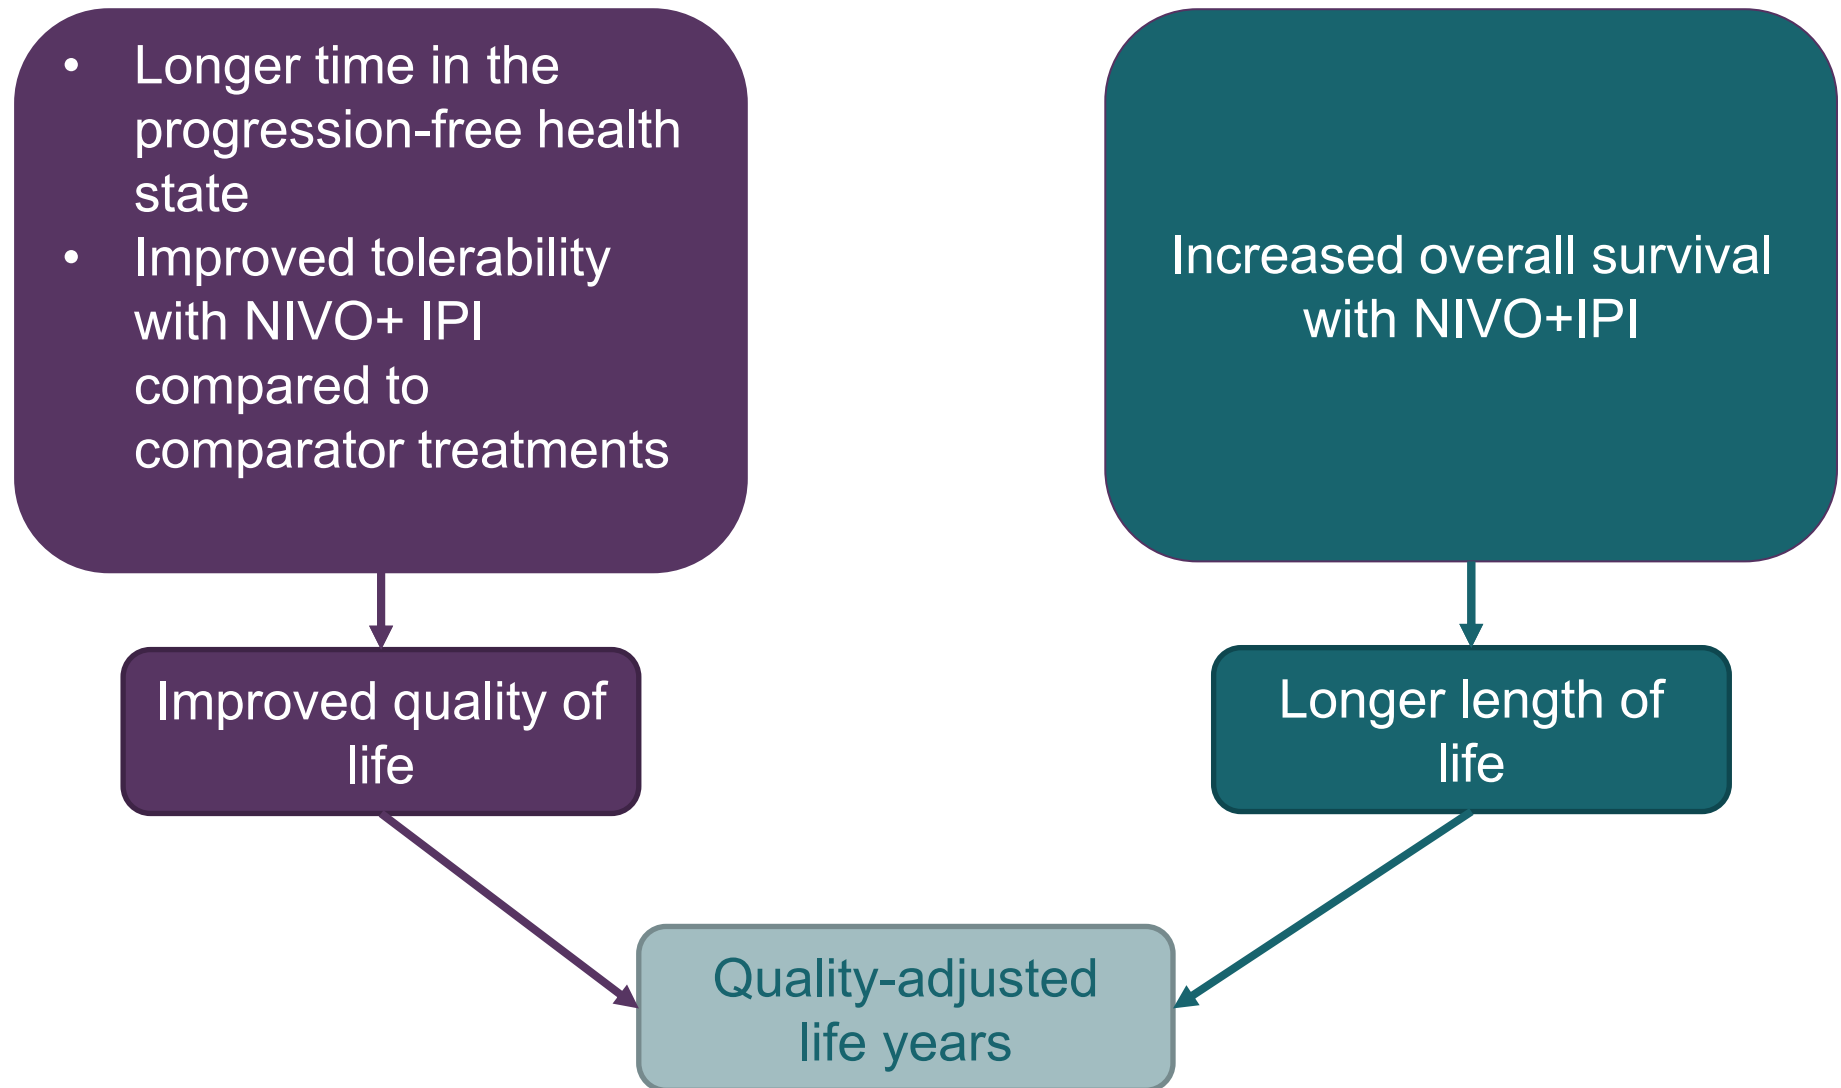 • Longer time in the
progression-free health
state
• Improved tolerability
with NIVO+ IPI
compared to
comparator treatments
Increased overall survival
with NIVO+IPI
Improved quality of
life
Longer length of
life
Quality-adjusted
life years